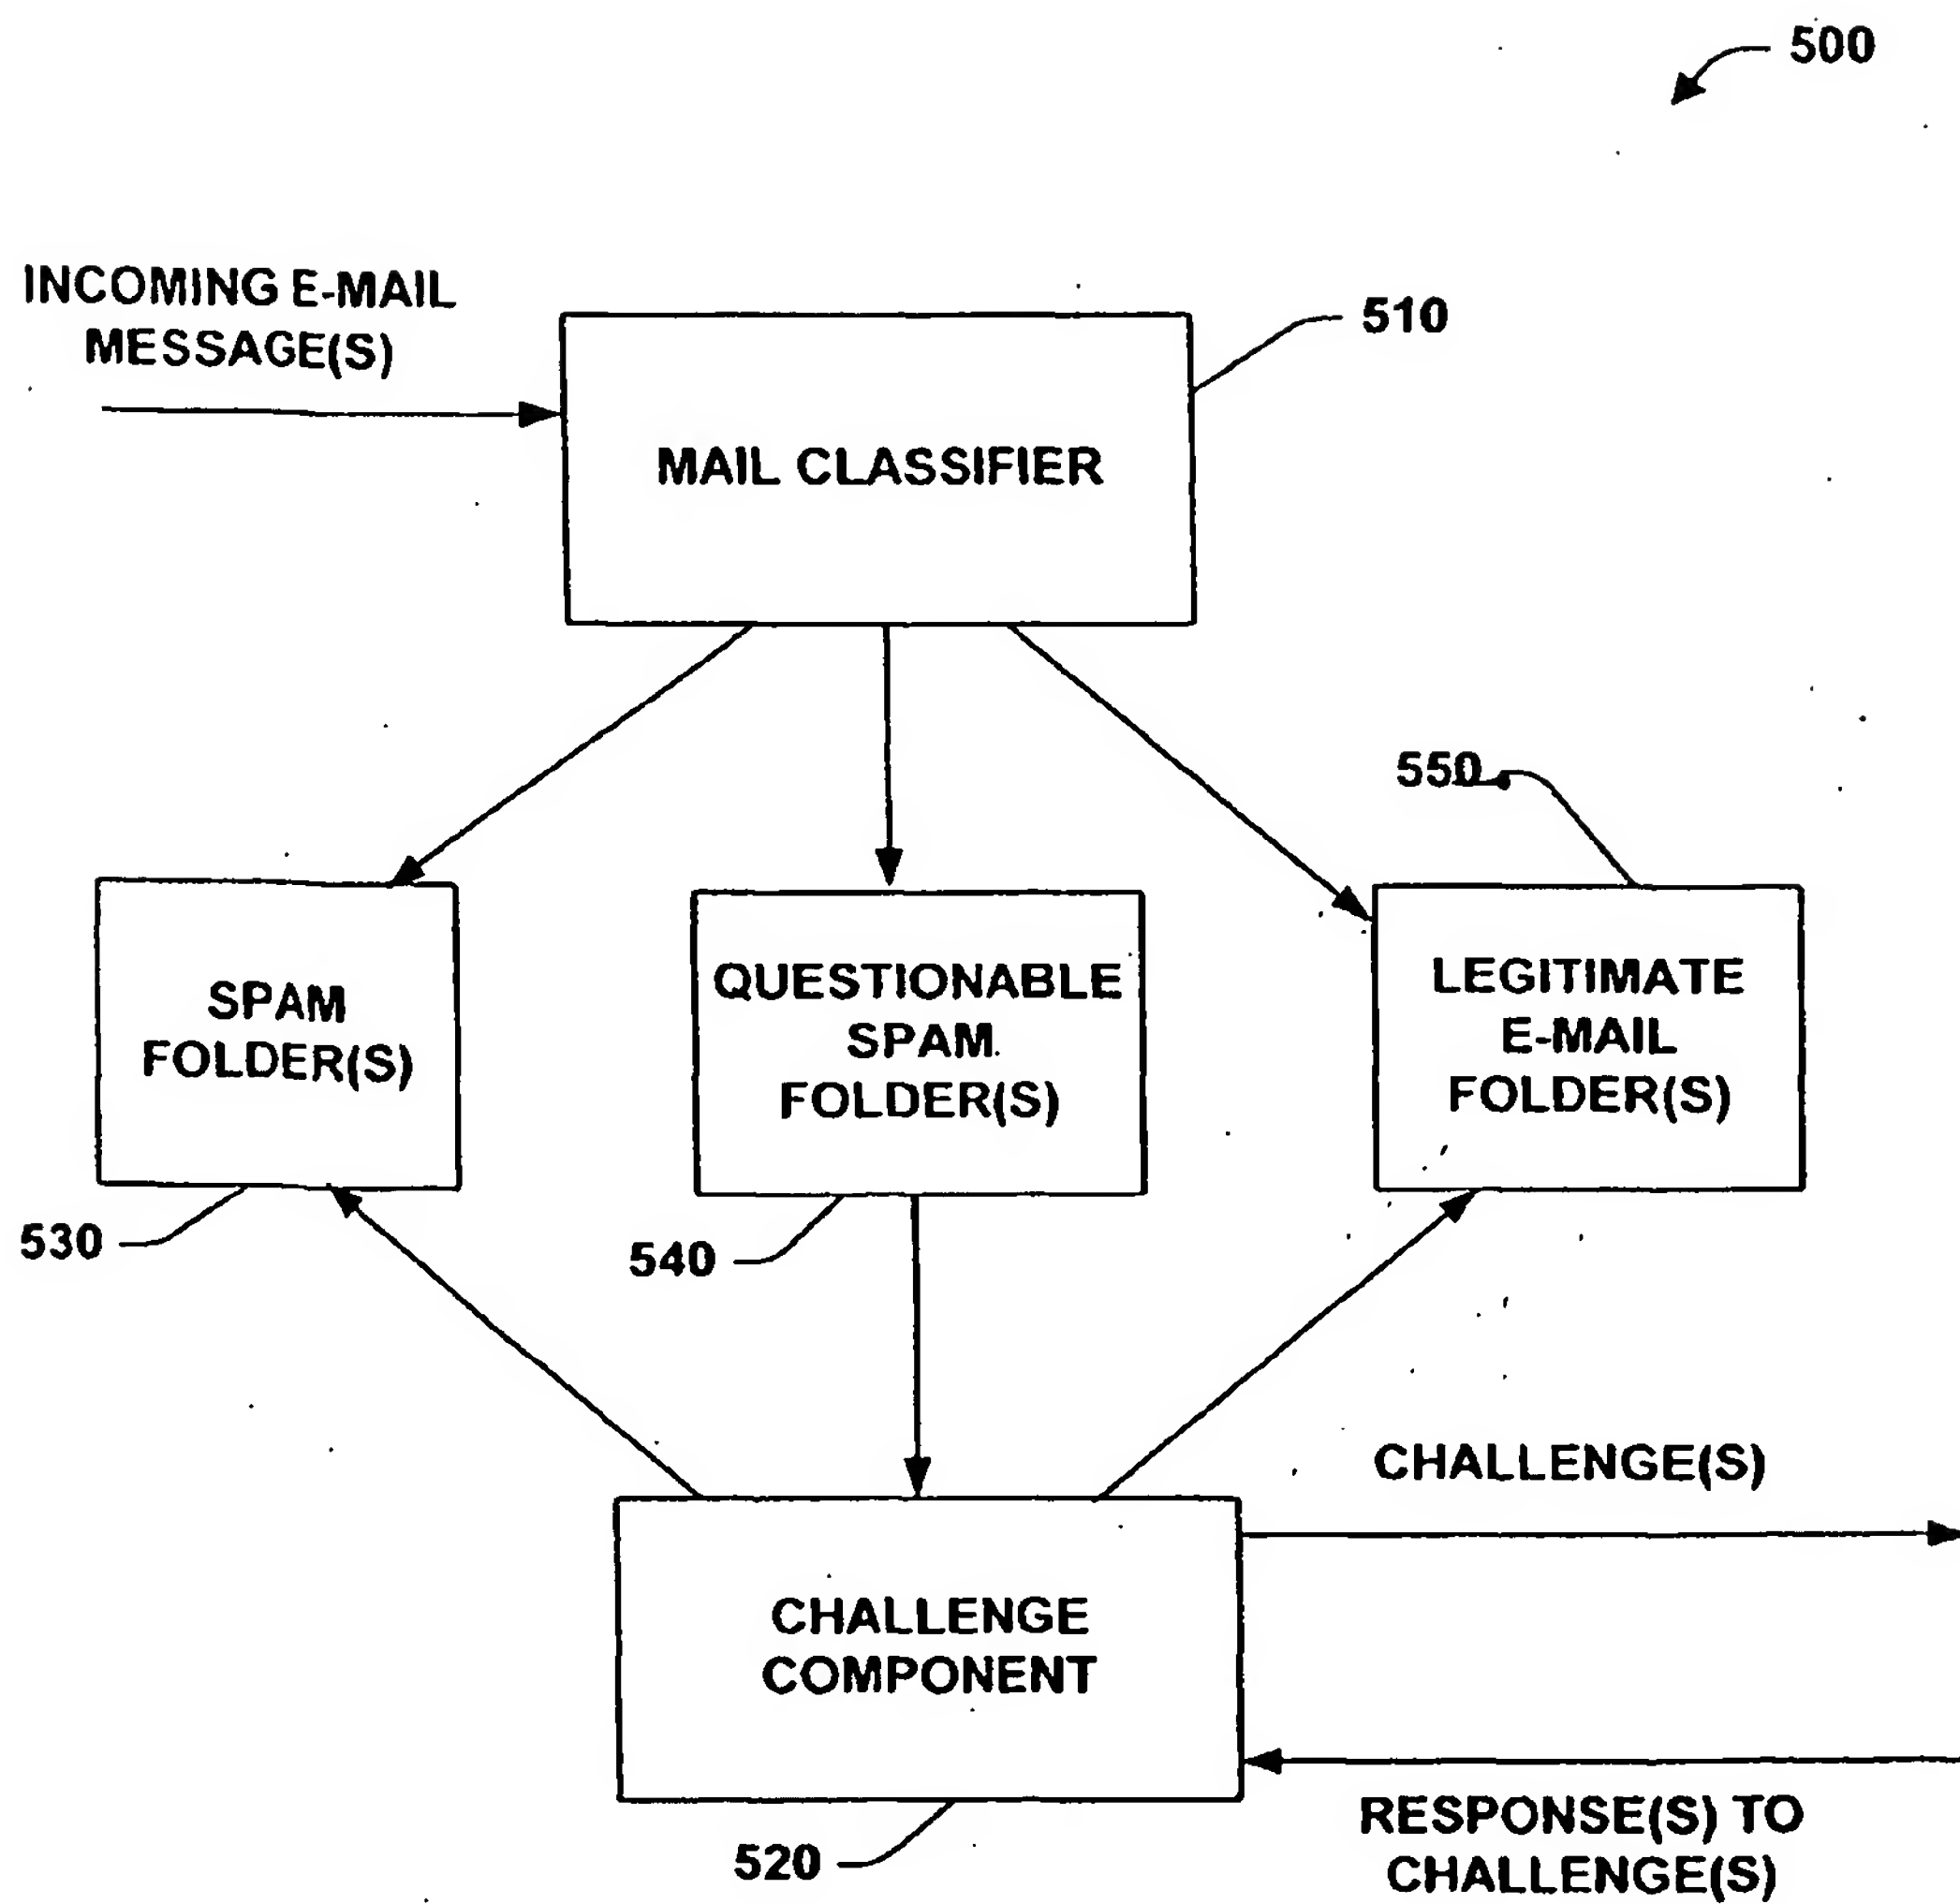 500
INCOMING E-MAIL
MESSAGE(S)
510
MAIL CLASSIFIER
550
SPAM
FOLDER(S)
QUESTIONABLE
SPAM
FOLDER(S)
LEGITIMATE
E-MAIL
FOLDER(S)
530
540
CHALLENGE(S)
CHALLENGE
COMPONENT
RESPONSE(S) TO
CHALLENGE(S)
520